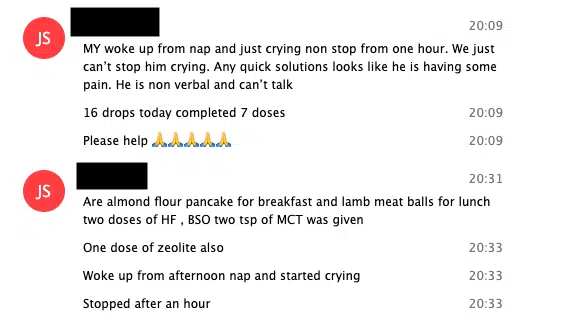 JS
20:09
MY woke up from nap and just crying non stop from one hour. We just
can't stop him crying. Any quick solutions looks like he is having some
pain. He is non verbal and can't talk
16 drops today completed 7 doses 20:09
Please help 🙏🙏🙏🙏🙏 20:09
JS
20:31
Are almond flour pancake for breakfast and lamb meat balls for lunch
two doses of HF , BSO two tsp of MCT was given
One dose of zeolite also 20:33
Woke up from afternoon nap and started crying 20:33
Stopped after an hour 20:33